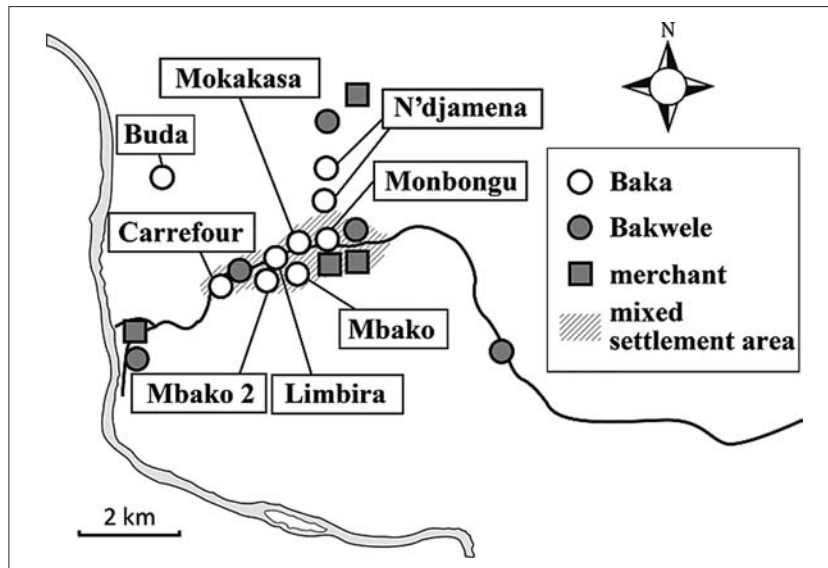 N
Mokakasa
N'djamena
Buda
Monbongu
Carrefour
Mbako
Mbako 2
Limbira
2 km
Baka
Bakwele
merchant
mixed
settlement area